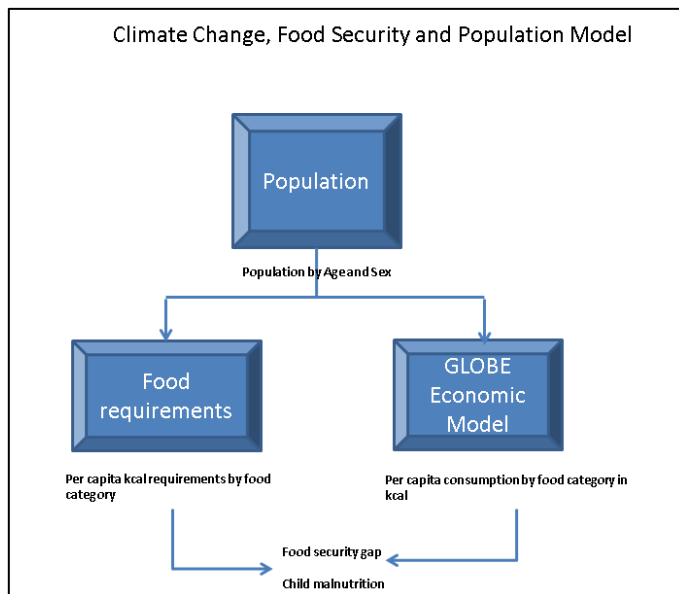 Climate Change, Food Security and Population Model
Population
Population by Age and Sex
Food
requirements
GLOBE
Economic
Model
Per capita kcal requirements by food
category
Per capita consumption by food category in
kcal
Food security gap
Child malnutrition